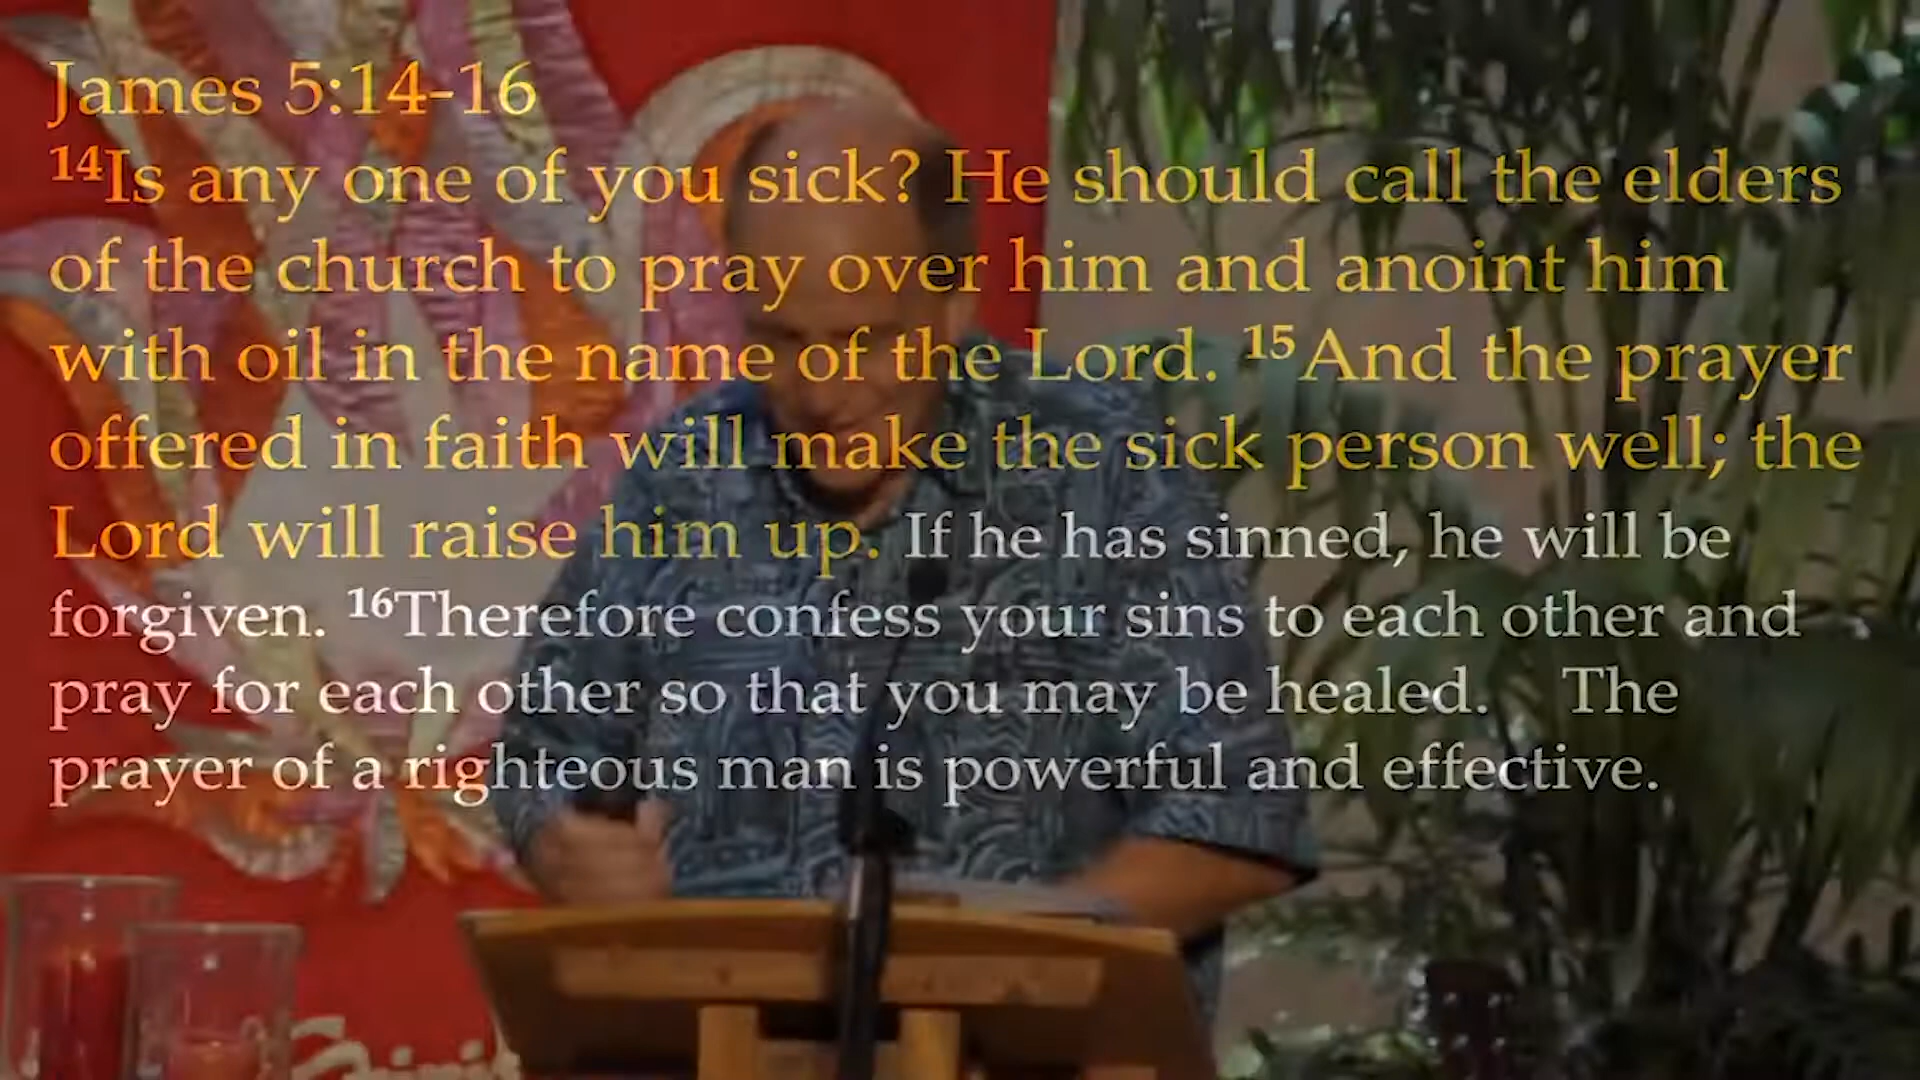 James 5:14-16
¹⁴Is any one of you sick? He should call the elders
of the church to pray over him and anoint him
with oil in the name of the Lord. ¹⁵And the prayer
offered in faith will make the sick person well; the
Lord will raise him up. If he has sinned, he will be
forgiven. ¹⁶Therefore confess your sins to each other and
pray for each other so that you may be healed. The
prayer of a righteous man is powerful and effective.